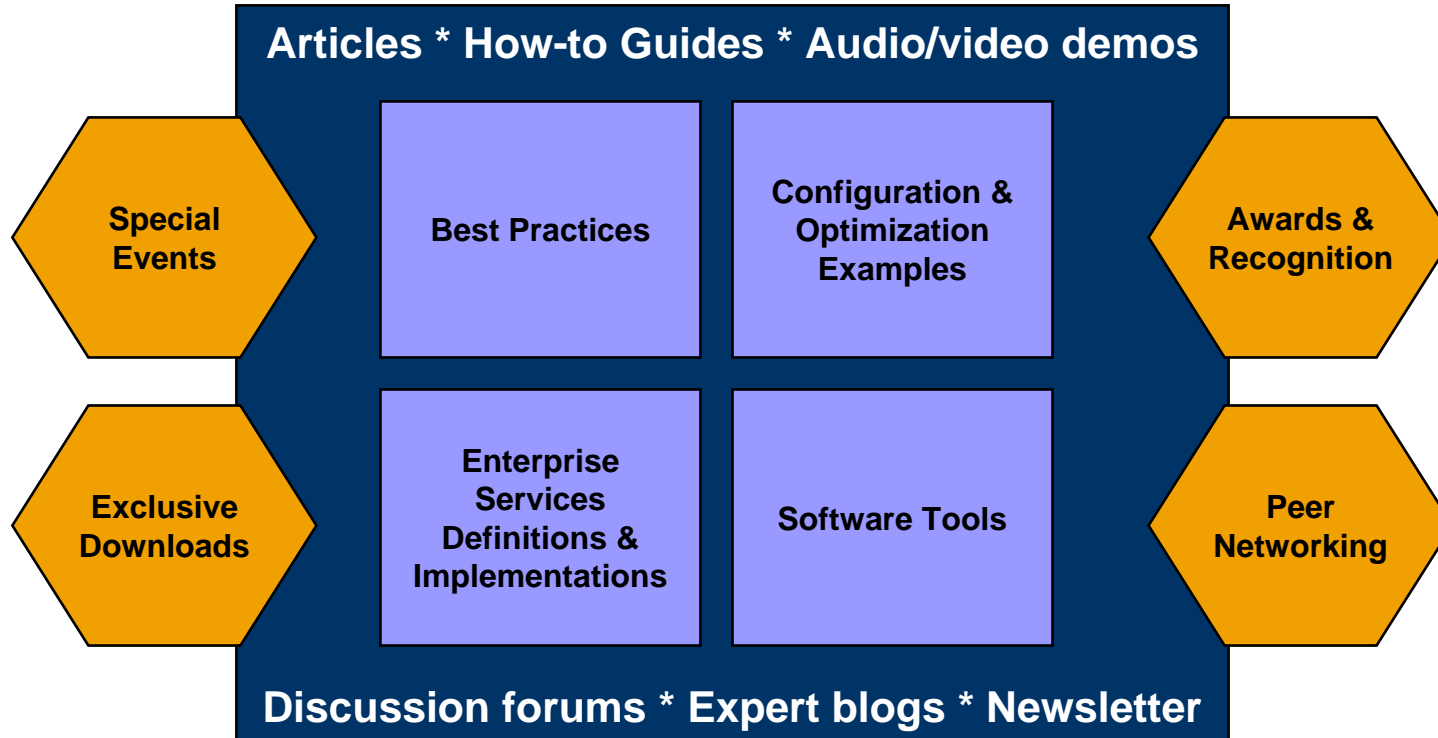 Articles * How-to Guides * Audio/video demos
Special
Events
Best Practices
Configuration &
Optimization
Examples
Awards &
Recognition
Exclusive
Downloads
Enterprise
Services
Definitions &
Implementations
Software Tools
Peer
Networking
Discussion forums * Expert blogs * Newsletter